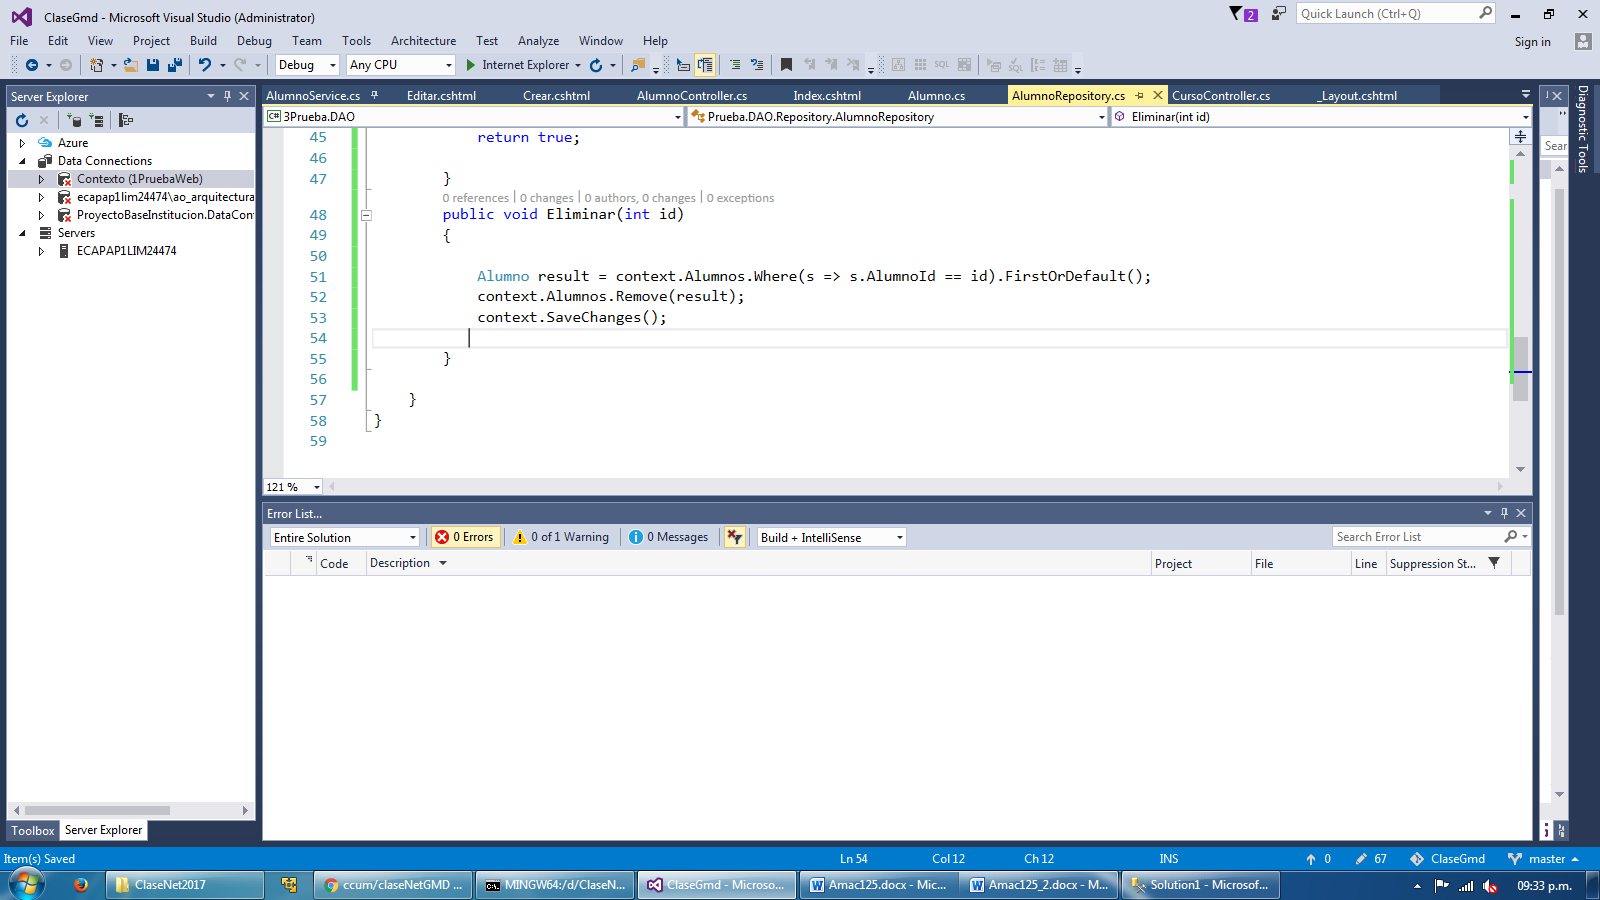 ClaseGmd - Microsoft Visual Studio (Administrator)
2
Quick Launch (Ctrl+Q)
File Edit View Project Build Debug Team Tools Architecture Test Analyze Window Help
Sign in
Debug Any CPU Internet Explorer
Server Explorer
Azure
Data Connections
Contexto (1PruebaWeb)
ecapap1lim24474\ao_arquitectura
ProyectoBaseInstitucion.DataCon
Servers
ECAPAP1LIM24474
Toolbox Server Explorer
AlumnoService.cs Editar.cshtml Crear.cshtml AlumnoController.cs Index.cshtml Alumno.cs AlumnoRepository.cs CursoController.cs _Layout.cshtml
C# 3Prueba.DAO Prueba.DAO.Repository.AlumnoRepository Eliminar(int id)
45 return true;
46
47 }
0 references | 0 changes | 0 authors, 0 changes | 0 exceptions
48 public void Eliminar(int id)
49 {
50
51 Alumno result = context.Alumnos.Where(s => s.AlumnoId == id).FirstOrDefault();
52 context.Alumnos.Remove(result);
53 context.SaveChanges();
54
55 }
56
57 }
58 }
59
121 %
Sear
Diagnostic Tools
Error List...
Entire Solution 0 Errors 0 of 1 Warning 0 Messages Build + IntelliSense Search Error List
Code Description Project File Line Suppression St...
Item(s) Saved Ln 54 Col 12 Ch 12 INS 0 67 ClaseGmd master
ClaseNet2017 ccum/claseNetGMD ... MINGW64:/d/ClaseN... ClaseGmd - Microso... Amac125.docx - Mic... Amac125_2.docx - M... Solution1 - Microsof... 09:33 p.m.